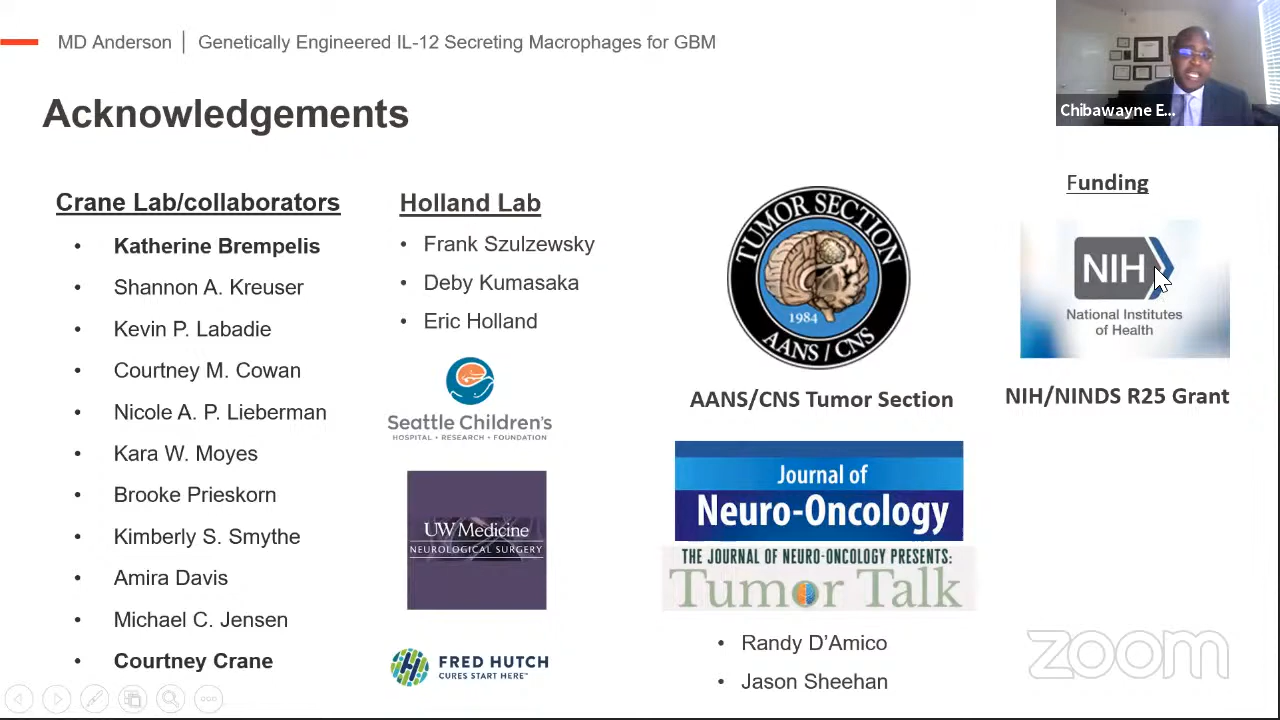 MD Anderson | Genetically Engineered IL-12 Secreting Macrophages for GBM
Chibawayne E...
Acknowledgements
Crane Lab/collaborators
• Katherine Brempelis
• Shannon A. Kreuser
• Kevin P. Labadie
• Courtney M. Cowan
• Nicole A. P. Lieberman
• Kara W. Moyes
• Brooke Prieskorn
• Kimberly S. Smythe
• Amira Davis
• Michael C. Jensen
• Courtney Crane
Holland Lab
• Frank Szulzewsky
• Deby Kumasaka
• Eric Holland
Seattle Children's
HOSPITAL • RESEARCH • FOUNDATION
UW Medicine
NEUROLOGICAL SURGERY
FRED HUTCH
CURES START HERE™
TUMOR SECTION
1984
AANS / CNS
AANS/CNS Tumor Section
Journal of
Neuro-Oncology
THE JOURNAL OF NEURO-ONCOLOGY PRESENTS:
Tumor Talk
• Randy D'Amico
• Jason Sheehan
Funding
NIH
National Institutes
of Health
NIH/NINDS R25 Grant
zoom